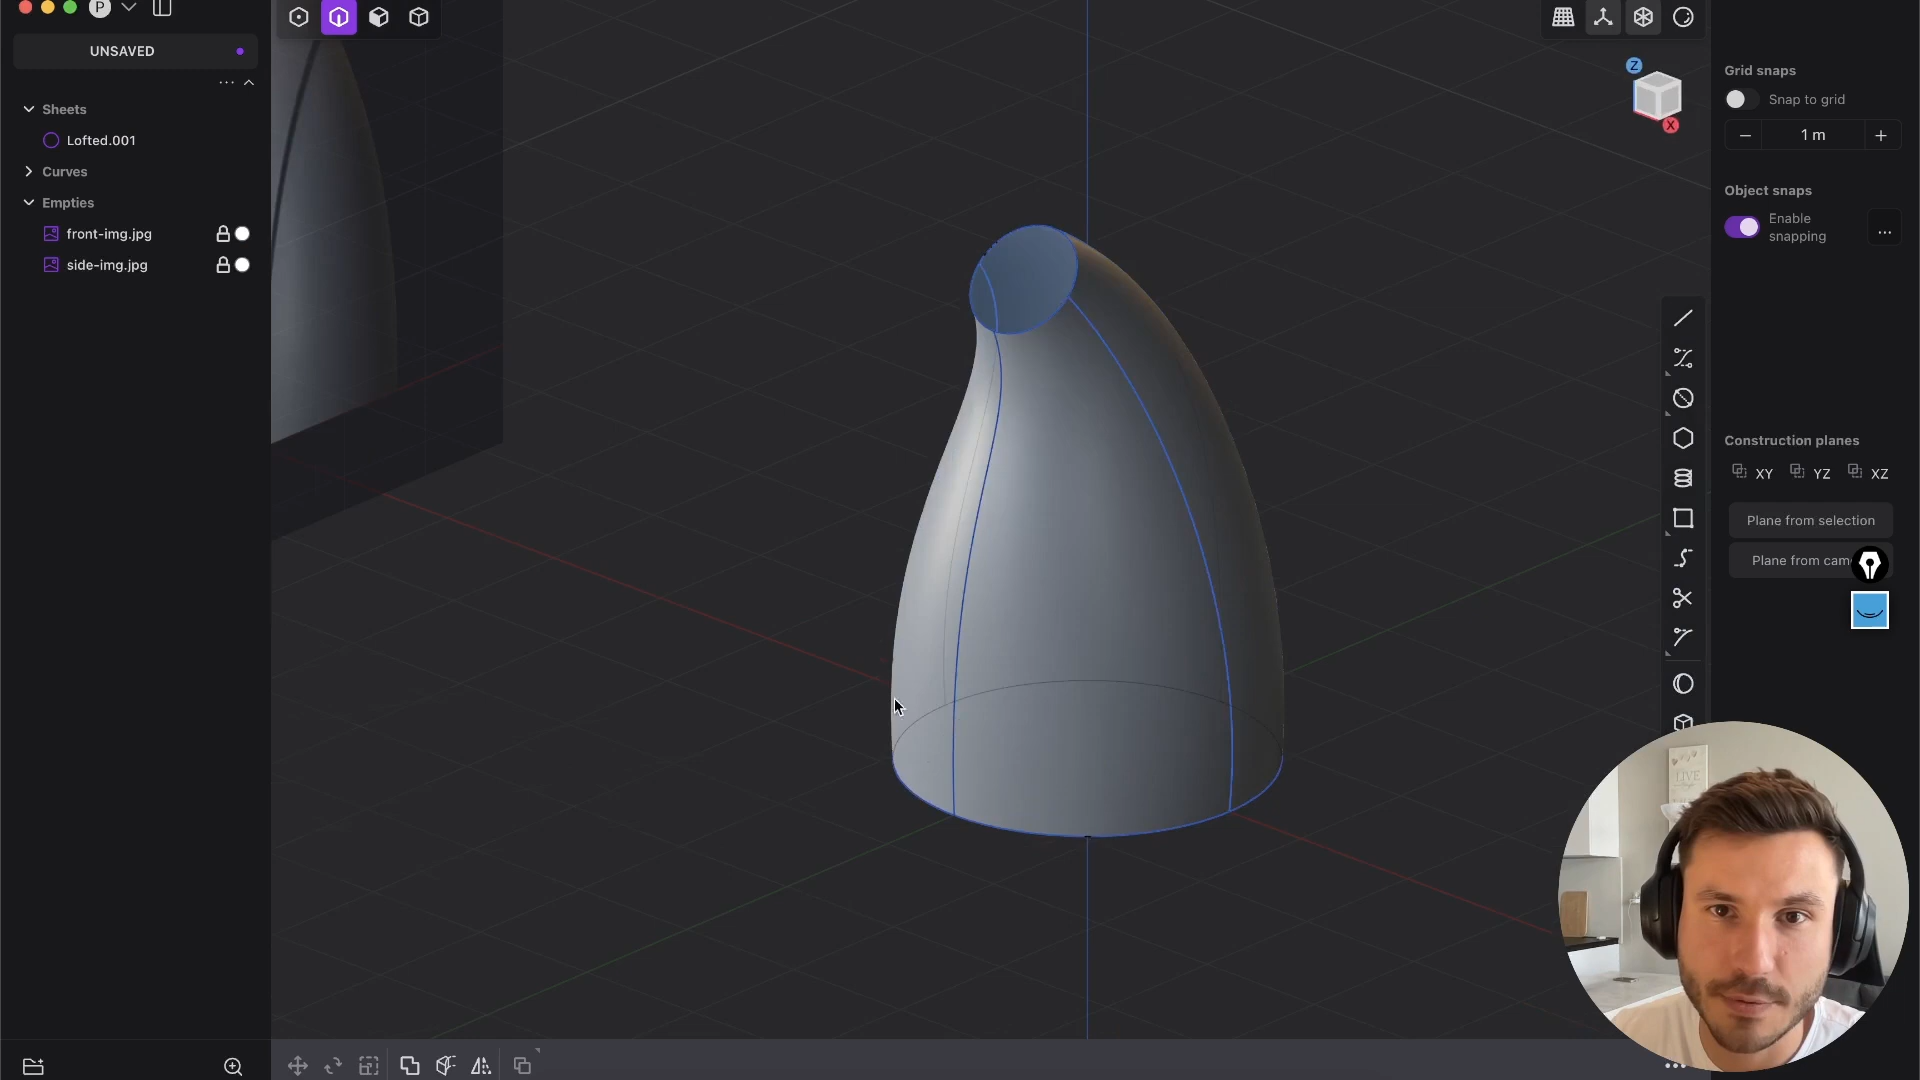 P
UNSAVED
Sheets
Lofted.001
Curves
Empties
front-img.jpg
side-img.jpg
Z
X
Grid snaps
Snap to grid
1 m
Object snaps
Enable
snapping
Construction planes
XY YZ XZ
Plane from selection
Plane from cam
LIVE